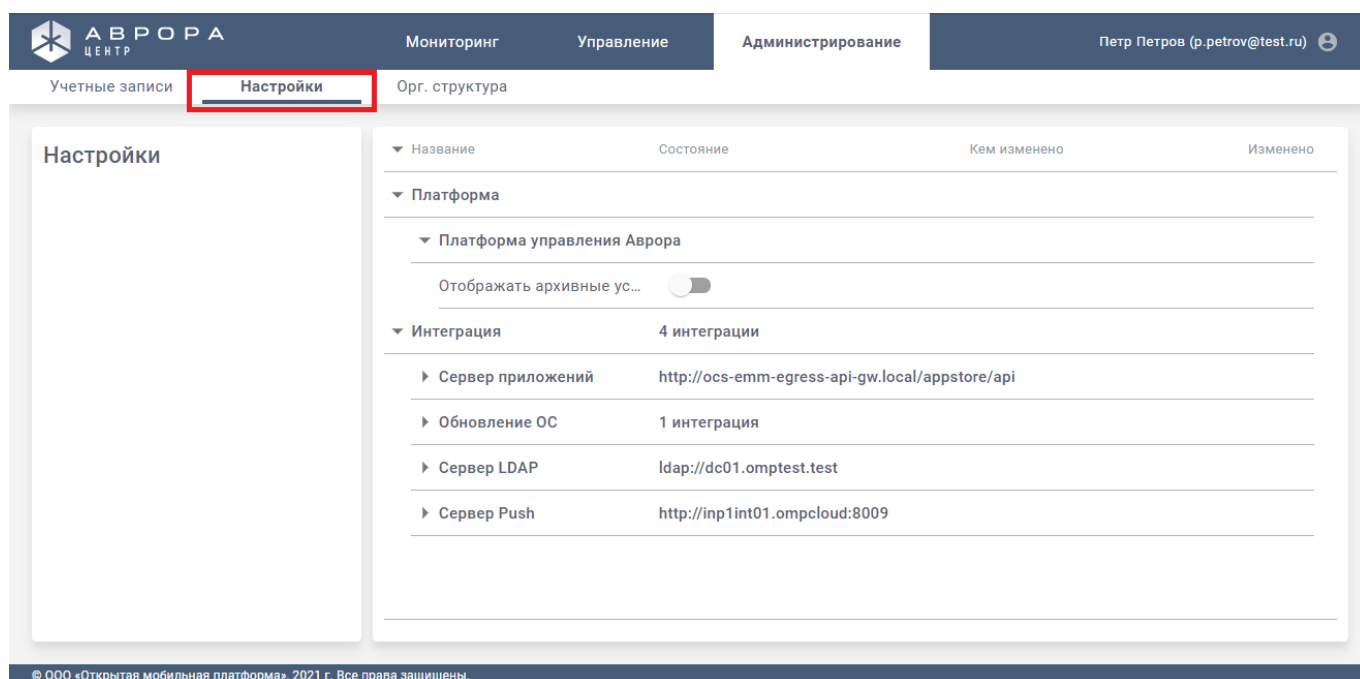 АВРОРА
ЦЕНТР
Мониторинг Управление Администрирование Петр Петров (p.petrov@test.ru)
Учетные записи Настройки Орг. структура
Настройки
Название Состояние Кем изменено Изменено
Платформа
Платформа управления Аврора
Отображать архивные ус...
Интеграция 4 интеграции
Сервер приложений http://ocs-emm-egress-api-gw.local/appstore/api
Обновление ОС 1 интеграция
Сервер LDAP ldap://dc01.omptest.test
Сервер Push http://inp1int01.ompcloud:8009
© ООО «Открытая мобильная платформа», 2021 г. Все права защищены.